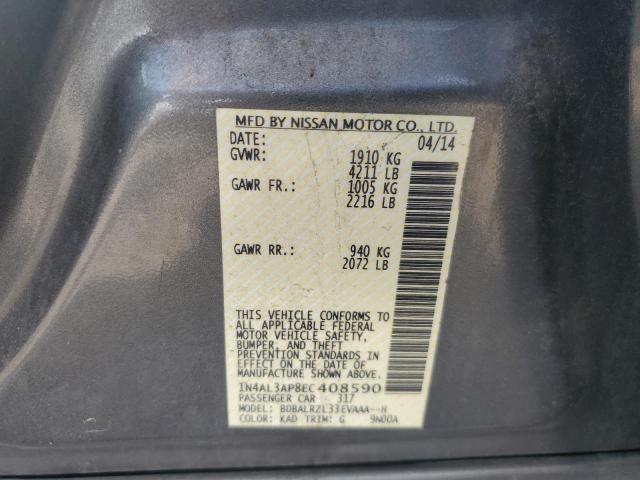 MFD BY NISSAN MOTOR CO., LTD.
DATE: 04/14
GVWR: 1910 KG
4211 LB
GAWR FR.: 1005 KG
2216 LB
GAWR RR.: 940 KG
2072 LB
THIS VEHICLE CONFORMS TO
ALL APPLICABLE FEDERAL
MOTOR VEHICLE SAFETY,
BUMPER, AND THEFT
PREVENTION STANDARDS
IN EFFECT ON THE DATE OF
MANUFACTURE SHOWN ABOVE.
1N4AL3AP8EC408590
PASSENGER CAR 317
MODEL: BDBALRZL33EVAAA--H
COLOR: KAD TRIM: G 9N00A